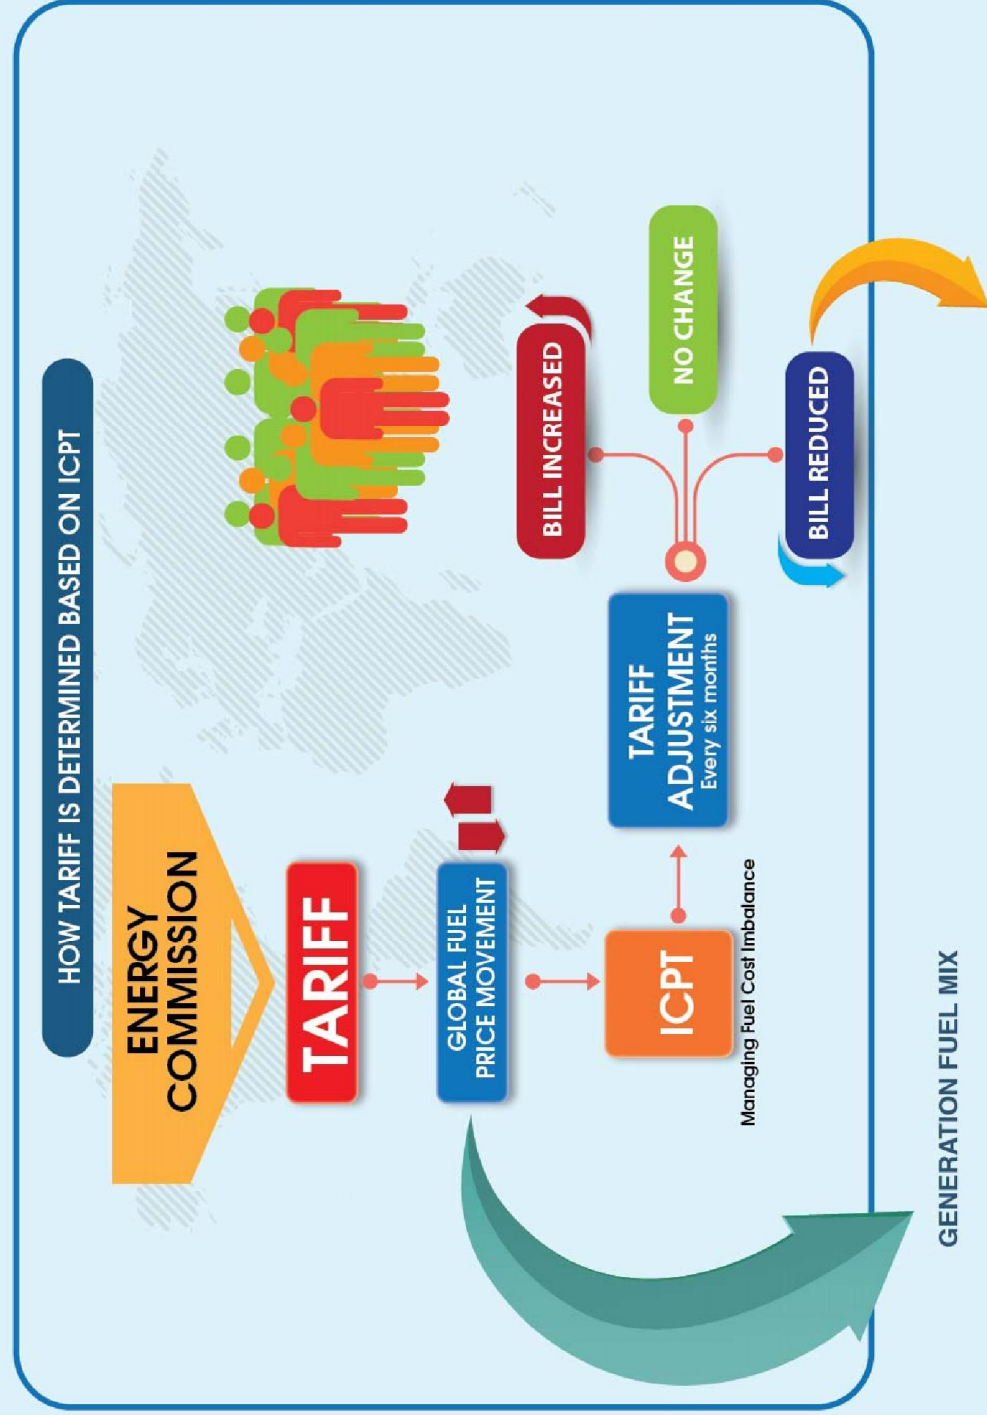 HOW TARIFF IS DETERMINED BASED ON ICPT
ENERGY
COMMISSION
TARIFF
GLOBAL FUEL
PRICE MOVEMENT
ICPT
Managing Fuel Cost Imbalance
TARIFF
ADJUSTMENT
Every six months
BILL INCREASED
NO CHANGE
BILL REDUCED
GENERATION FUEL MIX